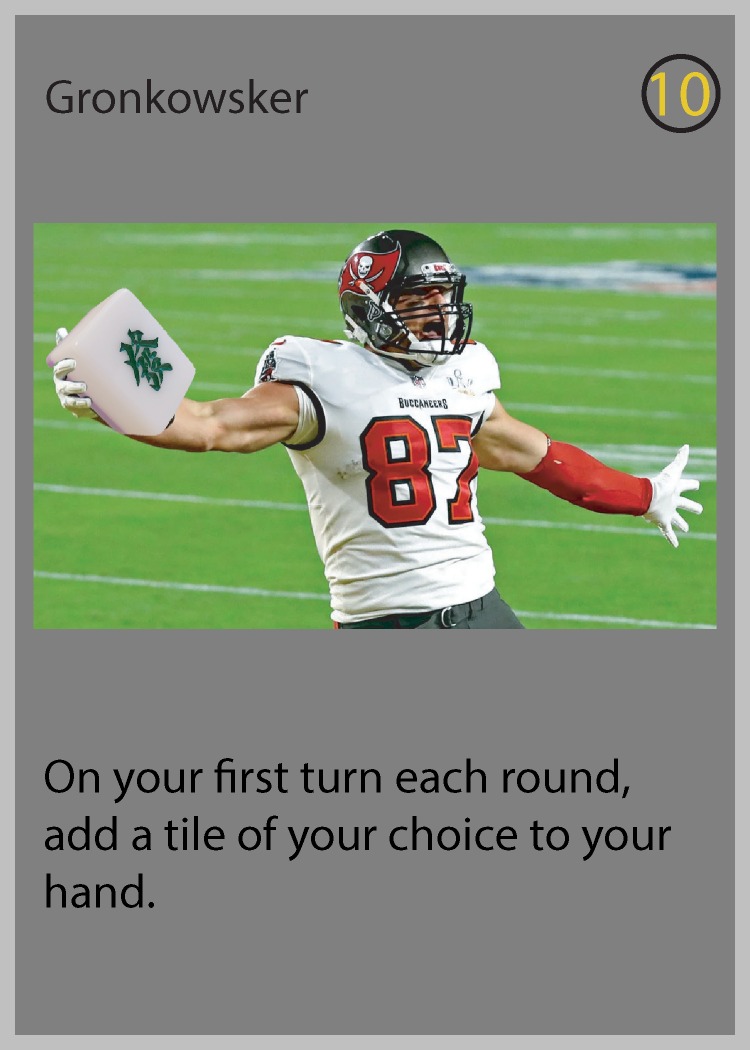 Gronkowsker
10
BUCCANEERS
87
On your first turn each round,
add a tile of your choice to your
hand.